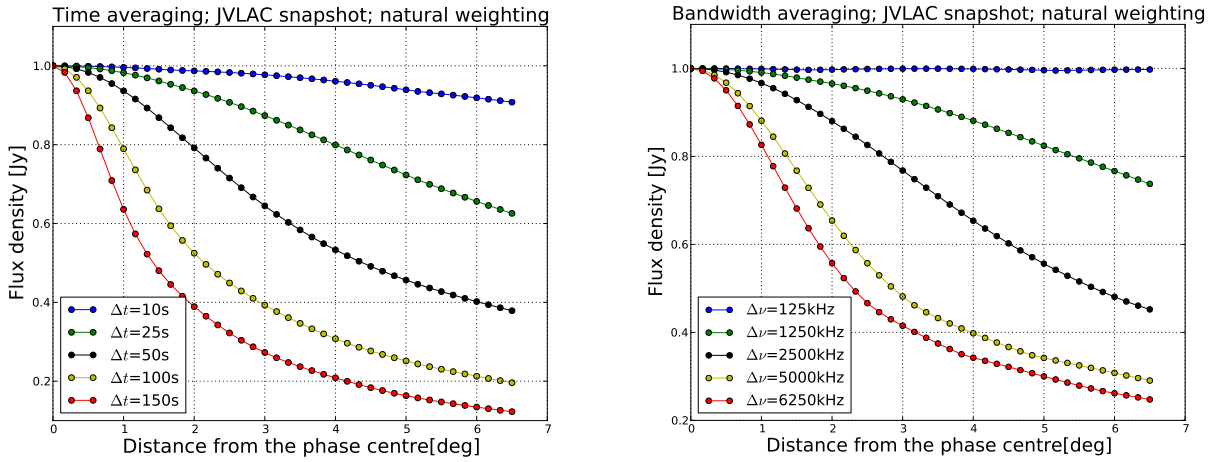 Time averaging; JVLAC snapshot; natural weighting
Flux density [Jy]
1.0
0.8
0.6
0.4
0.2
Δt=10s
Δt=25s
Δt=50s
Δt=100s
Δt=150s
0 1 2 3 4 5 6 7
Distance from the phase centre[deg]
Bandwidth averaging; JVLAC snapshot; natural weighting
Flux density [Jy]
1.0
0.8
0.6
0.4
0.2
Δν=125kHz
Δν=1250kHz
Δν=2500kHz
Δν=5000kHz
Δν=6250kHz
0 1 2 3 4 5 6 7
Distance from the phase centre[deg]